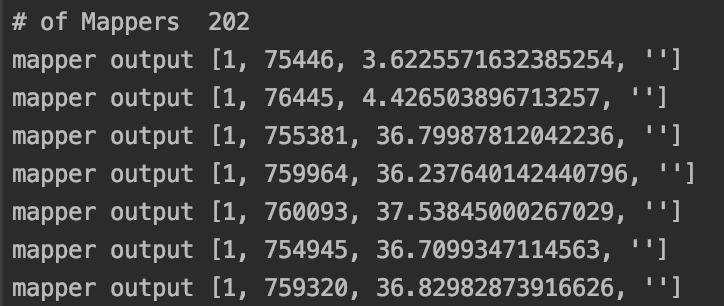 # of Mappers  202
mapper output [1, 75446, 3.6225571632385254, '']
mapper output [1, 76445, 4.426503896713257, '']
mapper output [1, 755381, 36.79987812042236, '']
mapper output [1, 759964, 36.237640142440796, '']
mapper output [1, 760093, 37.53845000267029, '']
mapper output [1, 754945, 36.7099347114563, '']
mapper output [1, 759320, 36.82982873916626, '']